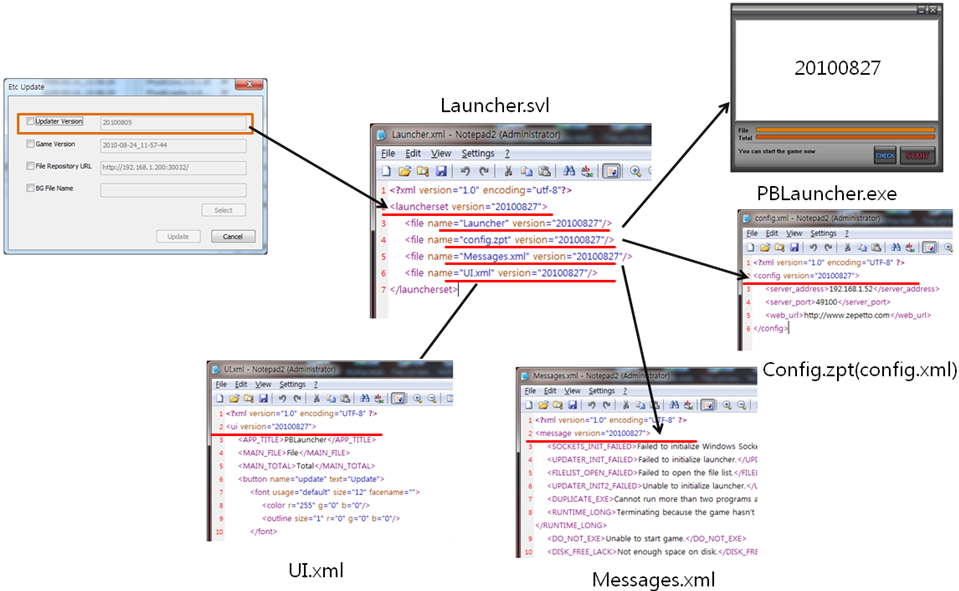 Etc Update
Updater Version
20100805
Game Version
2010-08-24_11-57-44
File Repository URL
http://192.168.1.200:30032/
BG File Name
Select
Update
Cancel
Launcher.svl
Launcher.xml - Notepad2 (Administrator)
File Edit View Settings ?
1 <?xml version="1.0" encoding="utf-8"?>
<launcherset version="20100827">
3 <file name="Launcher" version="20100827"/>
4 <file name="config.zpt" version="20100827"/>
5 <file name="Messages.xml" version="20100827"/>
6 <file name="UI.xml" version="20100827"/>
7 </launcherset>
20100827
File
Total
You can start the game now
CHECK
START
PBLauncher.exe
config.xml - Notepad2 (Administrator)
File Edit View Settings ?
1 <?xml version="1.0" encoding="UTF-8" ?>
2 <config version="20100827">
3 <server_address>192.168.1.52</server_address>
4 <server_port>49100</server_port>
5 <web_url>http://www.zepetto.com</web_url>
6 </config>
Config.zpt(config.xml)
UI.xml - Notepad2 (Administrator)
File Edit View Settings ?
1 <?xml version="1.0" encoding="UTF-8" ?>
2 <ui version="20100827">
3 <APP_TITLE>PBLauncher</APP_TITLE>
4 <MAIN_FILE>File</MAIN_FILE>
5 <MAIN_TOTAL>Total</MAIN_TOTAL>
6 <button name="update" text="Update">
7 <font usage="default" size="12" facename="">
8 <color r="255" g="0" b="0"/>
9 <outline size="1" r="0" g="0" b="0"/>
10 </font>
UI.xml
Messages.xml - Notepad2 (Administrator)
File Edit View Settings ?
1 <?xml version="1.0" encoding="UTF-8" ?>
2 <message version="20100827">
3 <SOCKETS_INIT_FAILED>Failed to initialize Windows Socke
4 <UPDATER_INIT_FAILED>Failed to initialize launcher.</UPD
5 <FILELIST_OPEN_FAILED>Failed to open the file list.</FILEL
6 <UPDATER_INIT2_FAILED>Unable to initialize launcher.</U
7 <DUPLICATE_EXE>Cannot run more than two programs a
8 <RUNTIME_LONG>Terminating because the game hasn't
</RUNTIME_LONG>
9 <DO_NOT_EXE>Unable to start game.</DO_NOT_EXE>
10 <DISK_FREE_LACK>Not enough space on disk.</DISK_FRE
Messages.xml